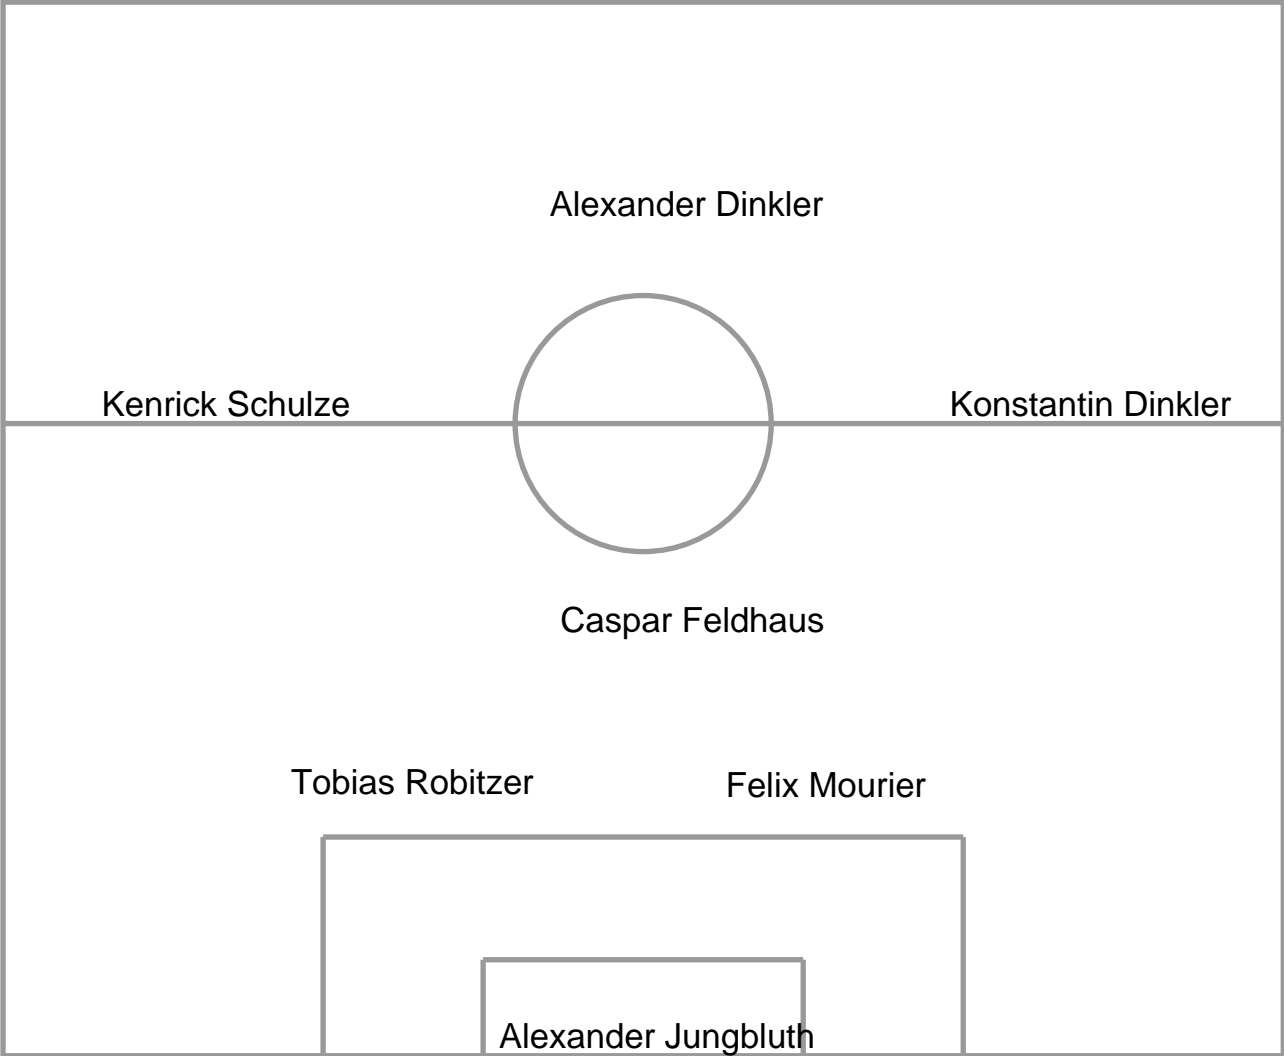 Alexander Dinkler
Kenrick Schulze
Konstantin Dinkler
Caspar Feldhaus
Tobias Robitzer
Felix Mourier
Alexander Jungbluth